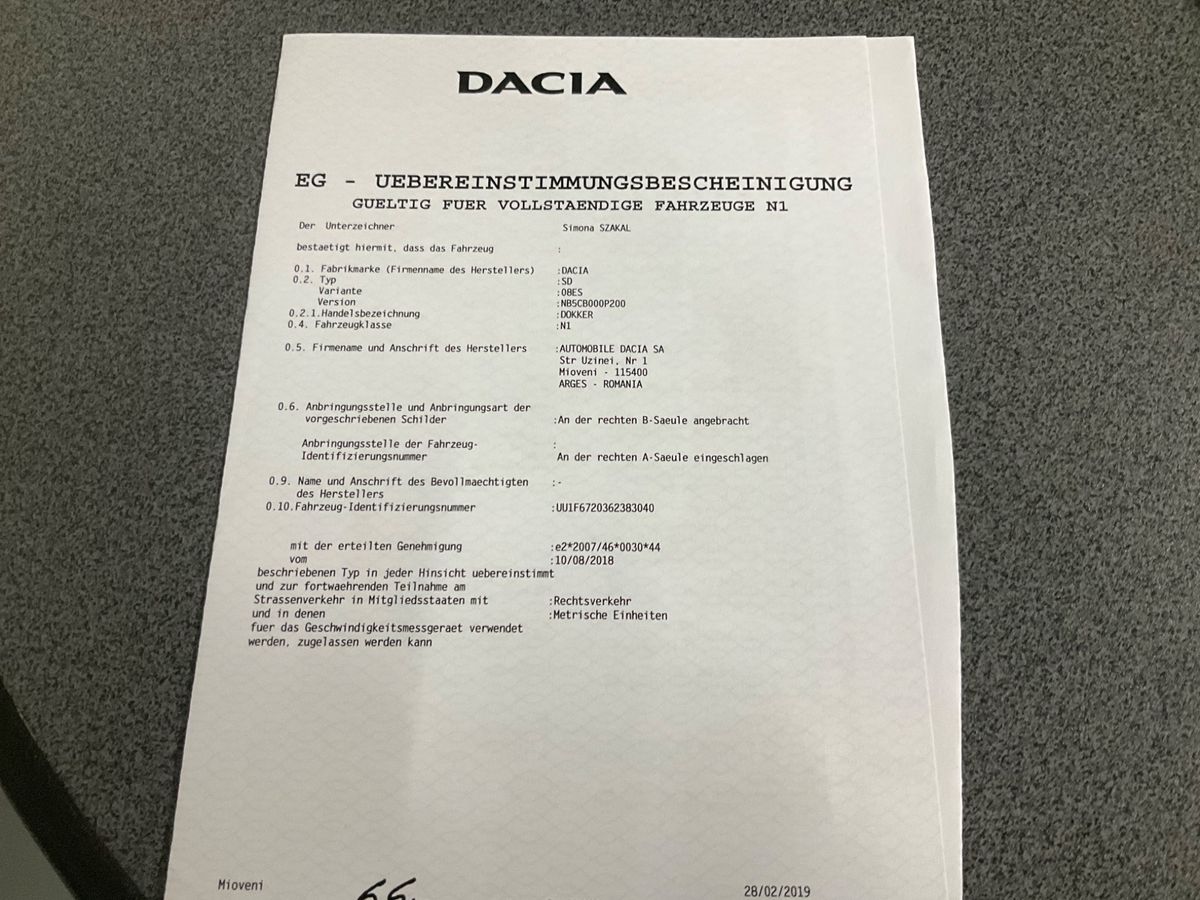 DACIA
EG - UEBEREINSTIMMUNGSBESCHEINIGUNG
GUELTIG FUER VOLLSTAENDIGE FAHRZEUGE N1
Der Unterzeichner Simona SZAKAL
bestaetigt hiermit, dass das Fahrzeug :
0.1. Fabrikmarke (Firmenname des Herstellers) :DACIA
0.2. Typ :SD
Variante :08ES
Version :NB5CB000P200
0.2.1.Handelsbezeichnung :DOKKER
0.4. Fahrzeugklasse :N1
0.5. Firmename und Anschrift des Herstellers :AUTOMOBILE DACIA SA
Str Uzinei, Nr 1
Mioveni - 115400
ARGES - ROMANIA
0.6. Anbringungsstelle und Anbringungsart der
vorgeschriebenen Schilder :An der rechten B-Saeule angebracht
Anbringungsstelle der Fahrzeug- :
Identifizierungsnummer An der rechten A-Saeule eingeschlagen
0.9. Name und Anschrift des Bevollmaechtigten :-
des Herstellers
0.10.Fahrzeug-Identifizierungsnummer :UU1F6720362383040
mit der erteilten Genehmigung :e2*2007/46*0030*44
vom :10/08/2018
beschriebenen Typ in jeder Hinsicht uebereinstimmt
und zur fortwaehrenden Teilnahme am
Strassenverkehr in Mitgliedsstaaten mit :Rechtsverkehr
und in denen :Metrische Einheiten
fuer das Geschwindigkeitsmessgeraet verwendet
werden, zugelassen werden kann
Mioveni 28/02/2019